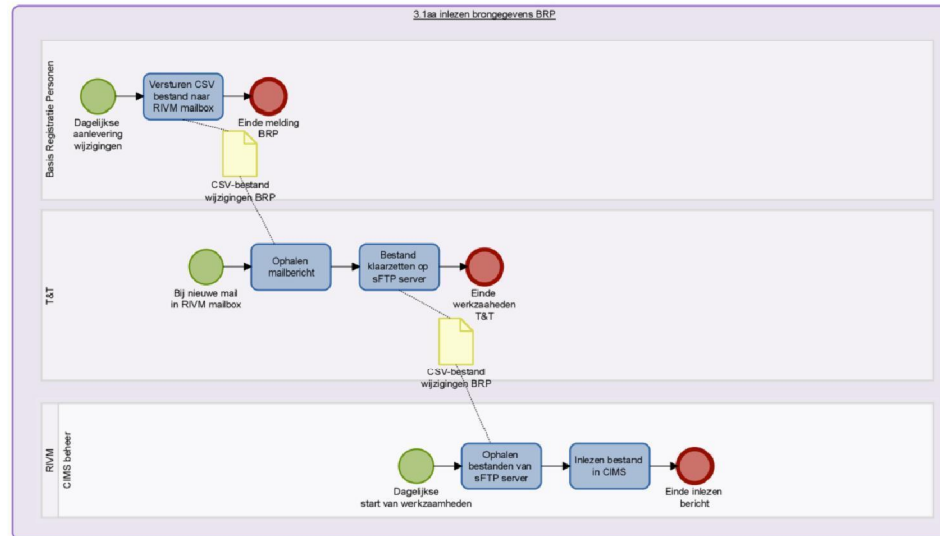 3.1aa inlezen brongegevens BRP
Basis Registratie Personen
Versturen CSV
bestand naar
RIVM mailbox
Dagelijkse
aanlevering
wijzigingen
Einde melding
BRP
CSV-bestand
wijzigingen BRP
T&T
Ophalen
mailbericht
Bestand
klaarzetten op
sFTP server
Bij nieuwe mail
in RIVM mailbox
Einde
werkzaaheden
T&T
CSV-bestand
wijzigingen BRP
RIVM
CIMS beheer
Ophalen
bestanden van
sFTP server
Inlezen bestand
in CIMS
Dagelijkse
start van werkzaamheden
Einde inlezen
bericht